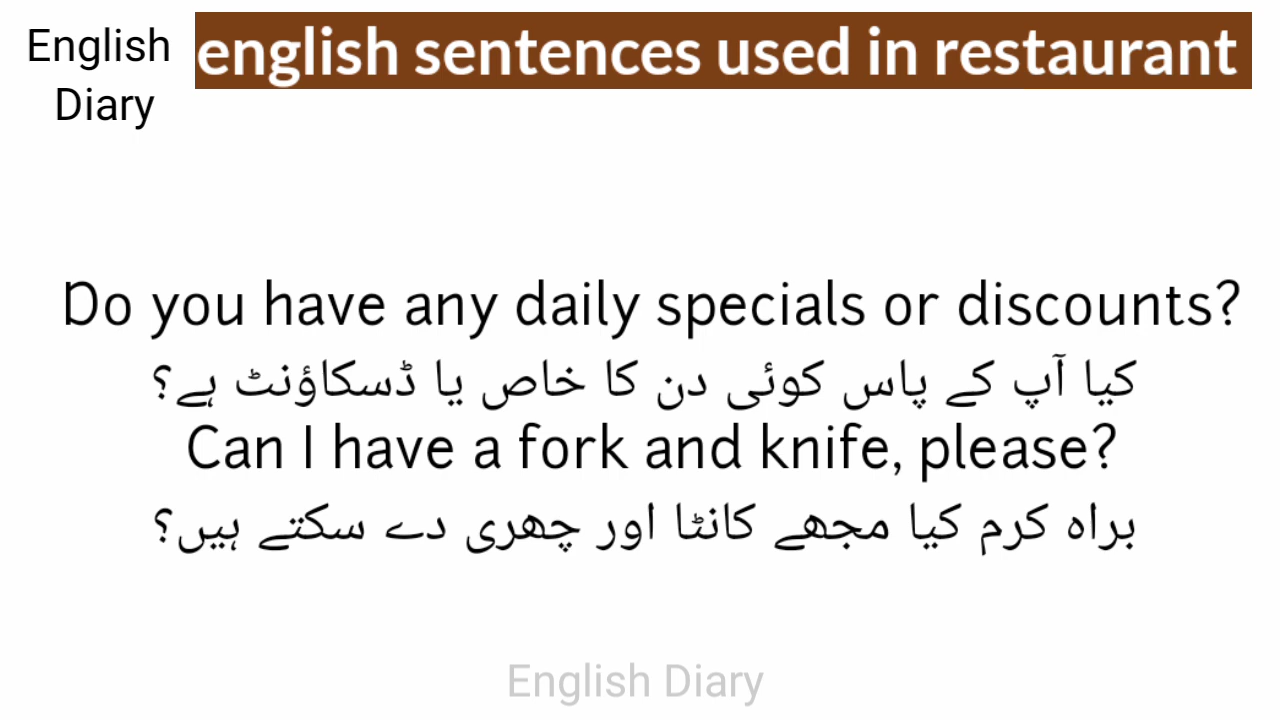 English
Diary
english sentences used in restaurant
Do you have any daily specials or discounts?
کیا آپ کے پاس کوئی دن کا خاص یا ڈسکاؤنٹ ہے؟
Can I have a fork and knife, please?
براہ کرم کیا مجھے کانٹا اور چھری دے سکتے ہیں؟
English Diary